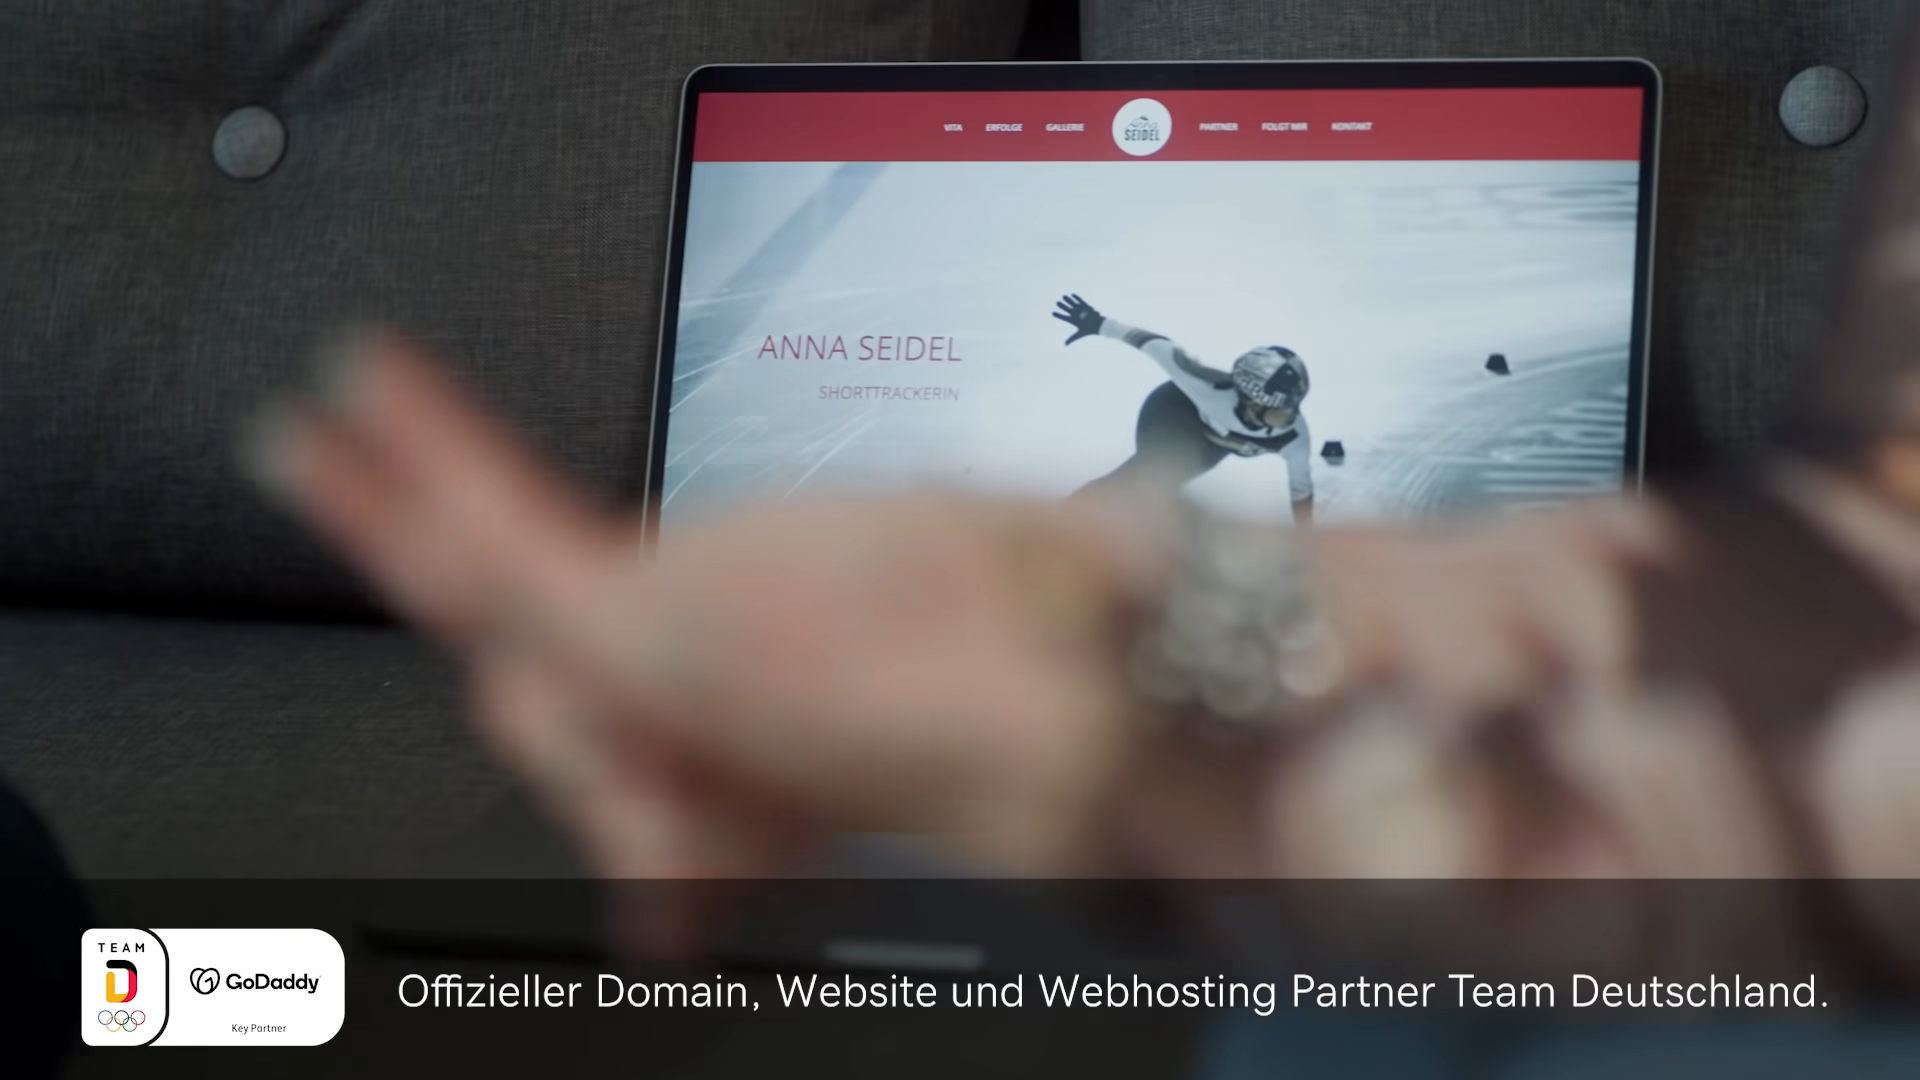 VITA ERFOLGE GALLERIE Anna SEIDEL PARTNER FOLGT MIR KONTAKT
ANNA SEIDEL
SHORTTRACKERIN
TEAM
D
GoDaddy
Key Partner
Offizieller Domain, Website und Webhosting Partner Team Deutschland.